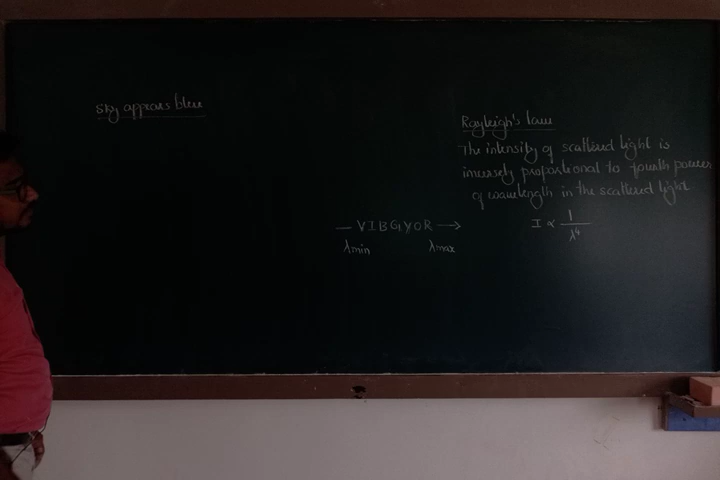 Sky appears blue
Rayleigh's law
The intensity of scattered light is
inversely proportional to fourth power
of wavelength in the scattered light
— VIBGYOR →
λmin λmax
I ∝ 1/λ⁴